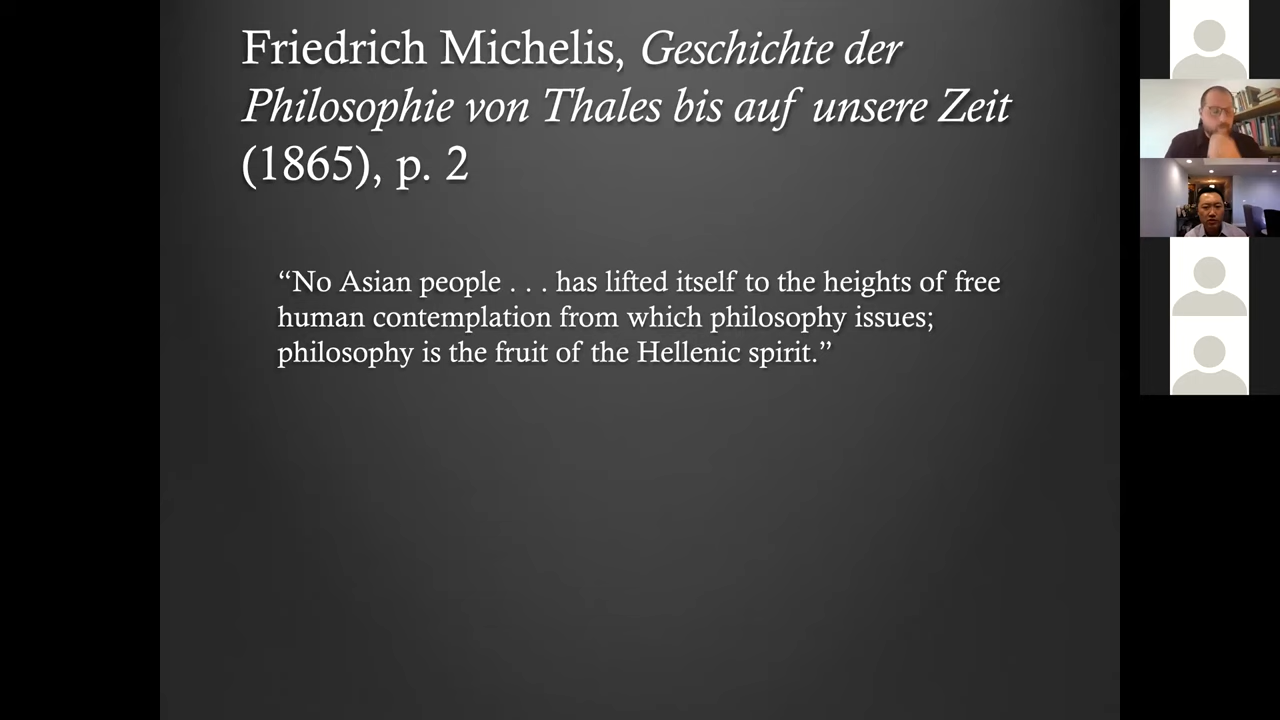 Friedrich Michelis, Geschichte der
Philosophie von Thales bis auf unsere Zeit
(1865), p. 2
“No Asian people . . . has lifted itself to the heights of free
human contemplation from which philosophy issues;
philosophy is the fruit of the Hellenic spirit.”